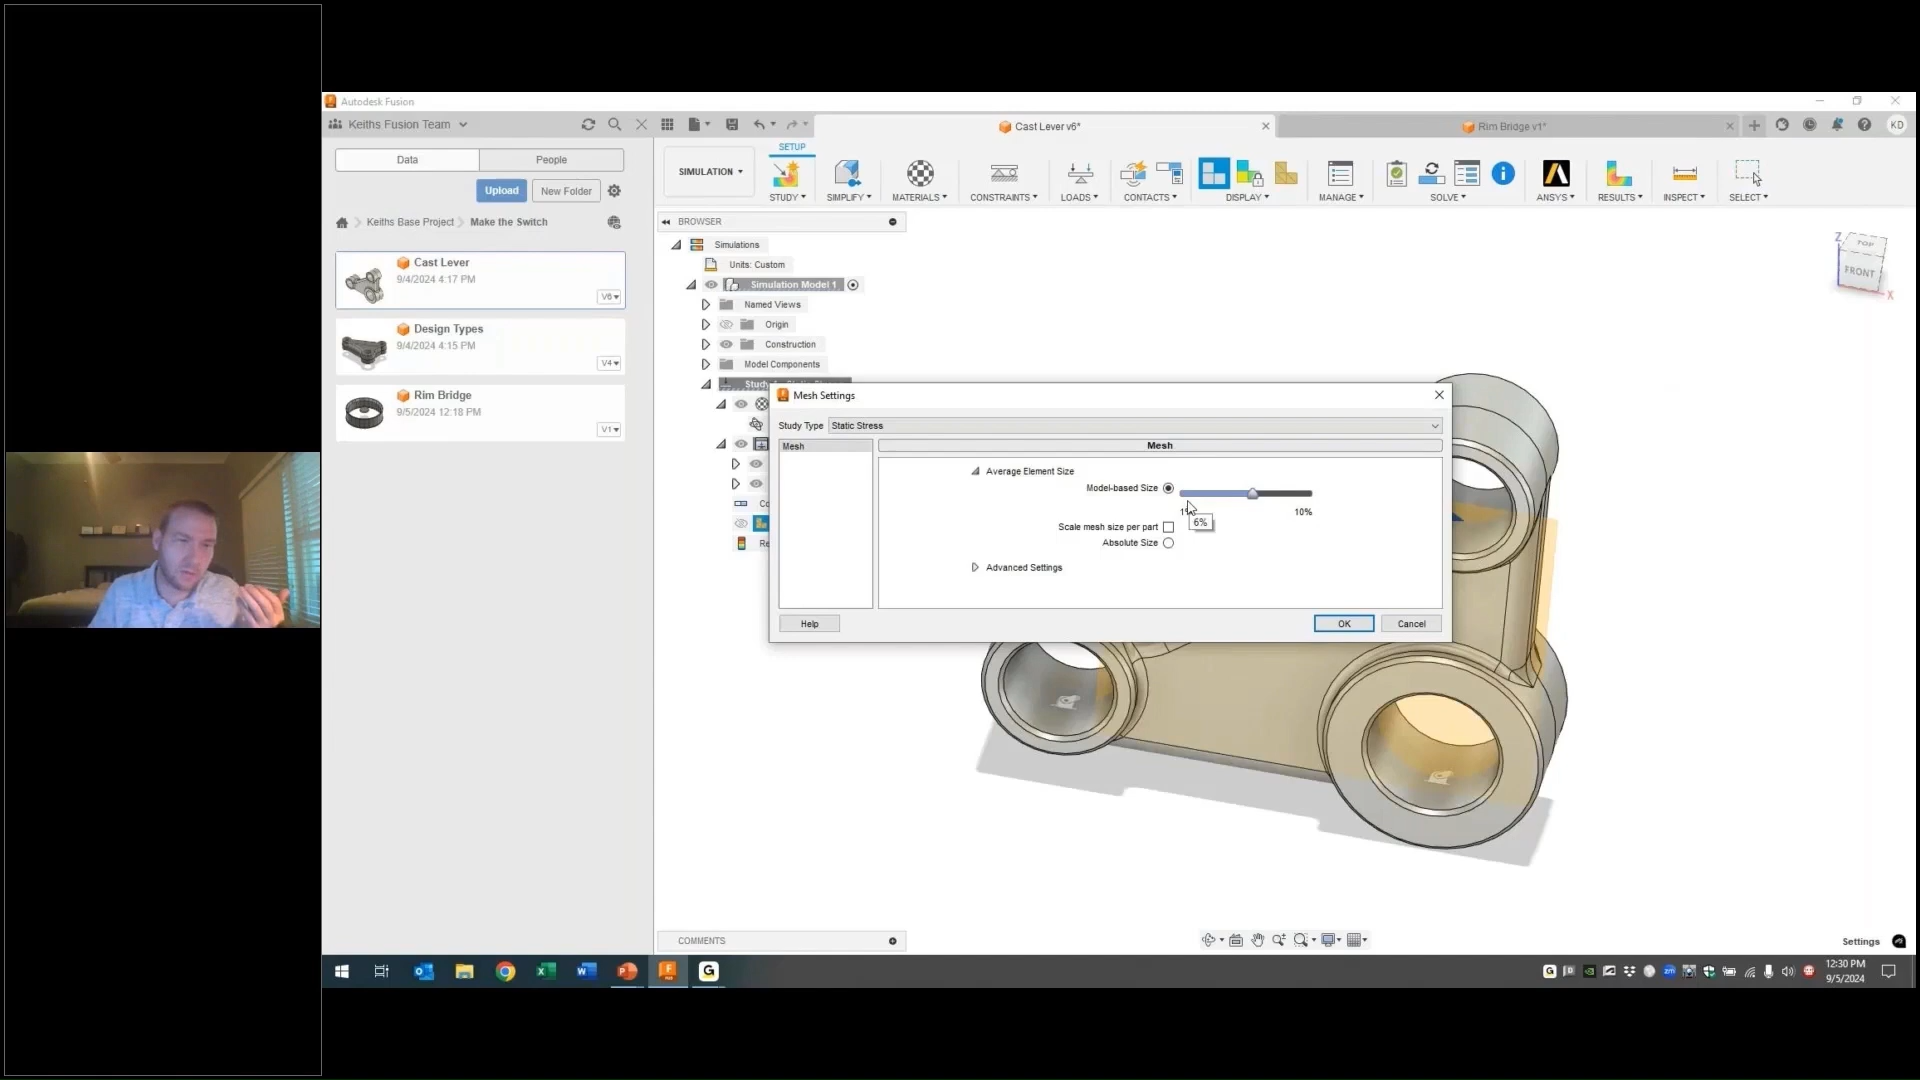 Autodesk Fusion
Keiths Fusion Team
Cast Lever v6*
Rim Bridge v1*
KD
Data
People
Upload
New Folder
Keiths Base Project
Make the Switch
Cast Lever
9/4/2024 4:17 PM
V6
Design Types
9/4/2024 4:15 PM
V4
Rim Bridge
9/5/2024 12:18 PM
V1
SETUP
SIMULATION
STUDY
SIMPLIFY
MATERIALS
CONSTRAINTS
LOADS
CONTACTS
DISPLAY
MANAGE
SOLVE
ANSYS
RESULTS
INSPECT
SELECT
BROWSER
Simulations
Units: Custom
Simulation Model 1
Named Views
Origin
Construction
Model Components
Study
Co
Re
Z
TOP
FRONT
X
Mesh Settings
Study Type
Static Stress
Mesh
Mesh
Average Element Size
Model-based Size
10%
6%
Scale mesh size per part
Absolute Size
Advanced Settings
Help
OK
Cancel
COMMENTS
Settings
12:30 PM
9/5/2024